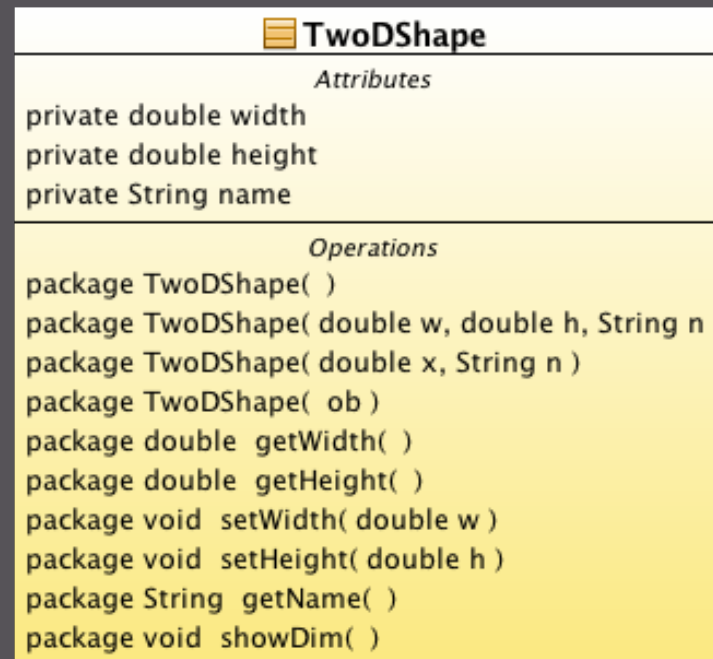 TwoDShape
Attributes
private double width
private double height
private String name
Operations
package TwoDShape( )
package TwoDShape( double w, double h, String n
package TwoDShape( double x, String n )
package TwoDShape( ob )
package double getWidth( )
package double getHeight( )
package void setWidth( double w )
package void setHeight( double h )
package String getName( )
package void showDim( )